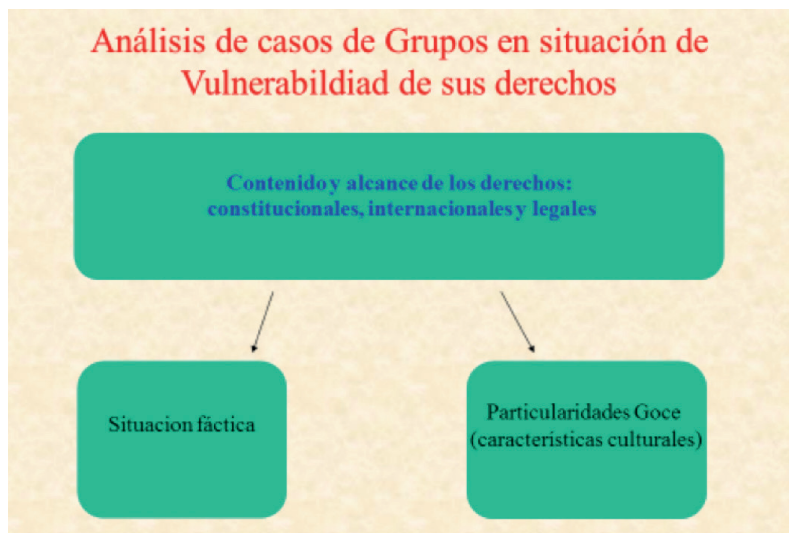 Análisis de casos de Grupos en situación de
Vulnerabildiad de sus derechos
Contenido y alcance de los derechos:
constitucionales, internacionales y legales
Situacion fáctica
Particularidades Goce
(características culturales)